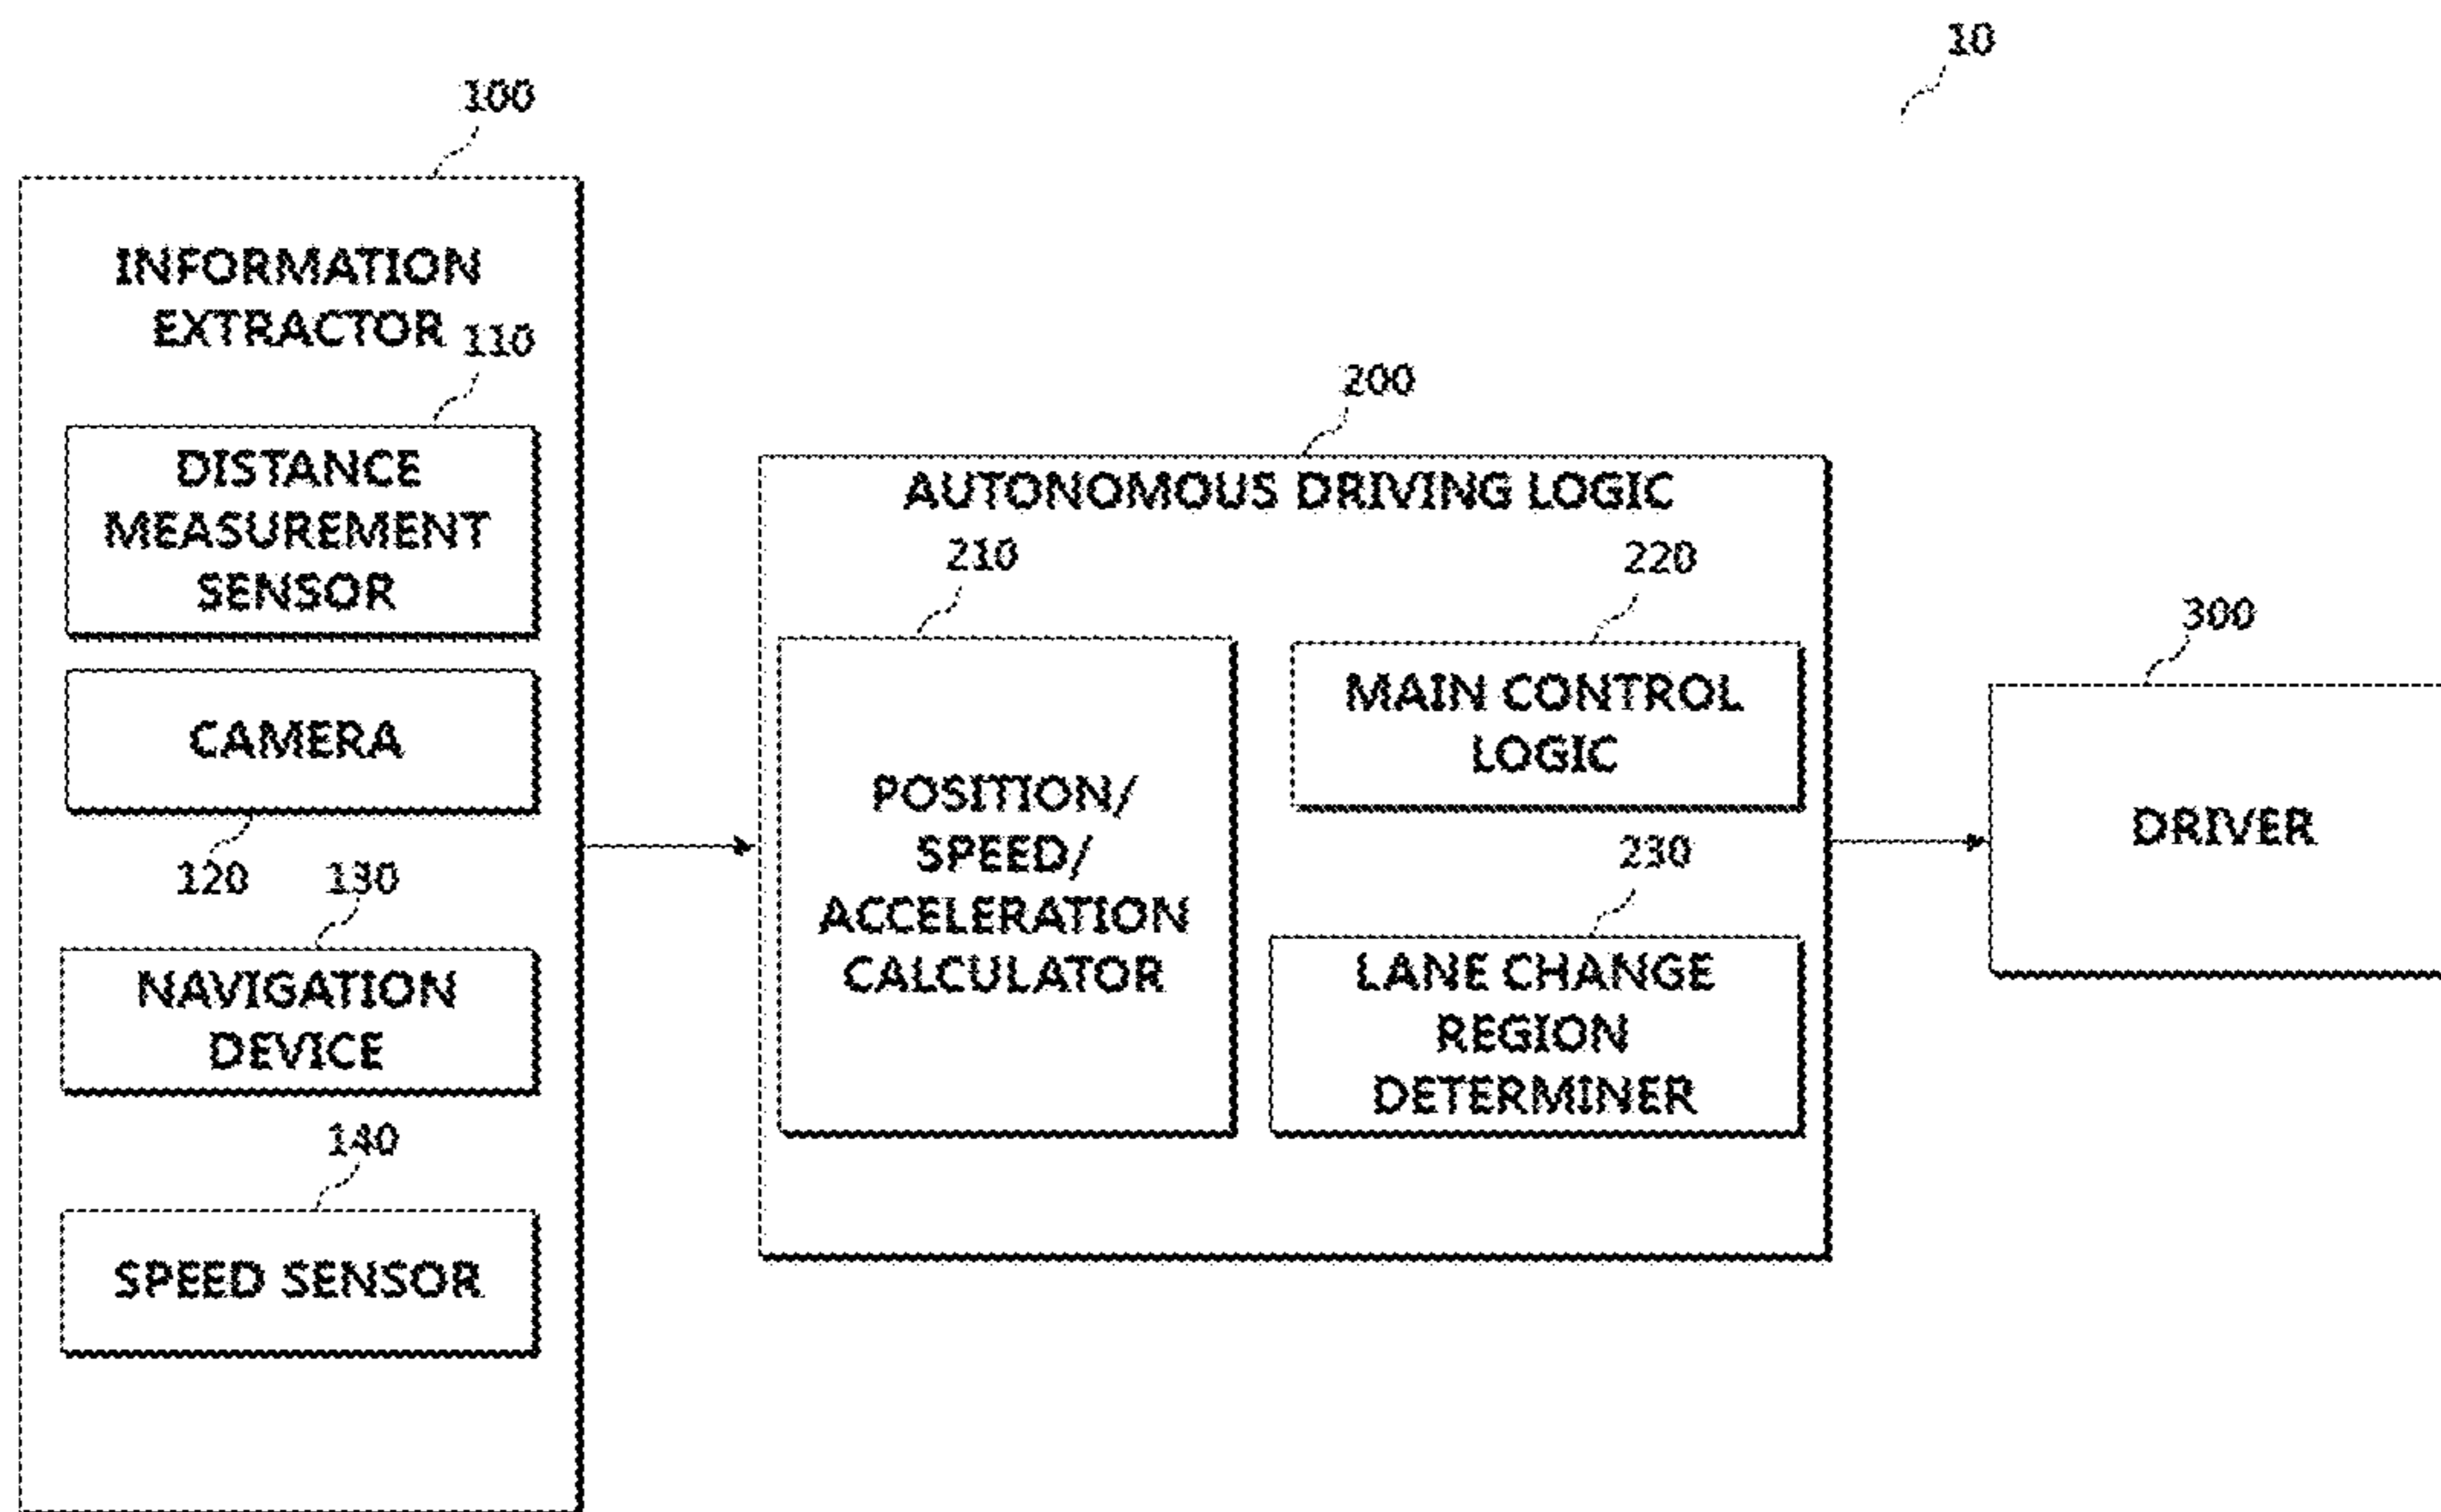 10
100
INFORMATION
EXTRACTOR
110
DISTANCE
MEASUREMENT
SENSOR
CAMERA
120
130
NAVIGATION
DEVICE
140
SPEED SENSOR
200
AUTONOMOUS DRIVING LOGIC
210
POSITION/
SPEED/
ACCELERATION
CALCULATOR
220
MAIN CONTROL
LOGIC
230
LANE CHANGE
REGION
DETERMINER
300
DRIVER